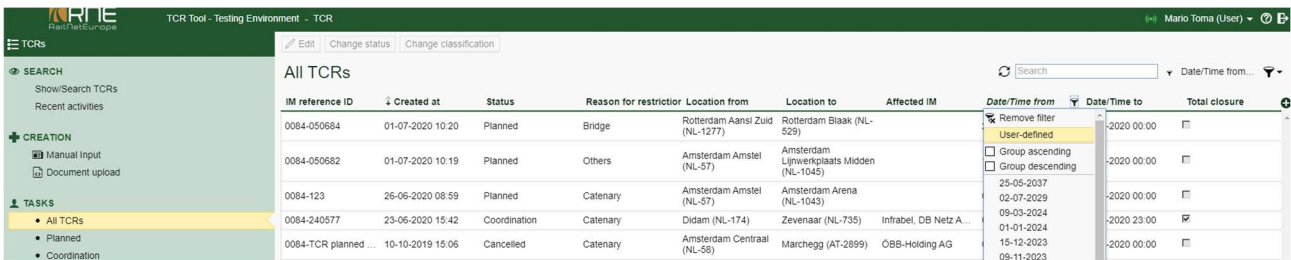 RNE
RailNetEurope
TCR Tool - Testing Environment - TCR
Mario Toma (User)
TCRs
Edit Change status Change classification
SEARCH
Show/Search TCRs
Recent activities
CREATION
Manual Input
Document upload
TASKS
All TCRs
Planned
Coordination
All TCRs
Search Date/Time from...
IM reference ID Created at Status Reason for restriction Location from Location to Affected IM Date/Time from Date/Time to Total closure
0084-050684 01-07-2020 10:20 Planned Bridge Rotterdam Aansl Zuid Rotterdam Blaak (NL-
(NL-1277) 529) -2020 00:00
0084-050682 01-07-2020 10:19 Planned Others Amsterdam Amstel Amsterdam
(NL-57) Lijnwerkplaats Midden -2020 00:00
(NL-1045)
0084-123 26-06-2020 08:59 Planned Catenary Amsterdam Amstel Amsterdam Arena
(NL-57) (NL-1043) -2020 00:00
0084-240577 23-06-2020 15:42 Coordination Catenary Didam (NL-174) Zevenaar (NL-735) Infrabel, DB Netz A... -2020 23:00
0084-TCR planned ... 10-10-2019 15:06 Cancelled Catenary Amsterdam Centraal Marchegg (AT-2899) ÖBB-Holding AG -2020 00:00
(NL-58)
Remove filter
User-defined
Group ascending
Group descending
25-05-2037
02-07-2029
09-03-2024
01-01-2024
15-12-2023
09-11-2023